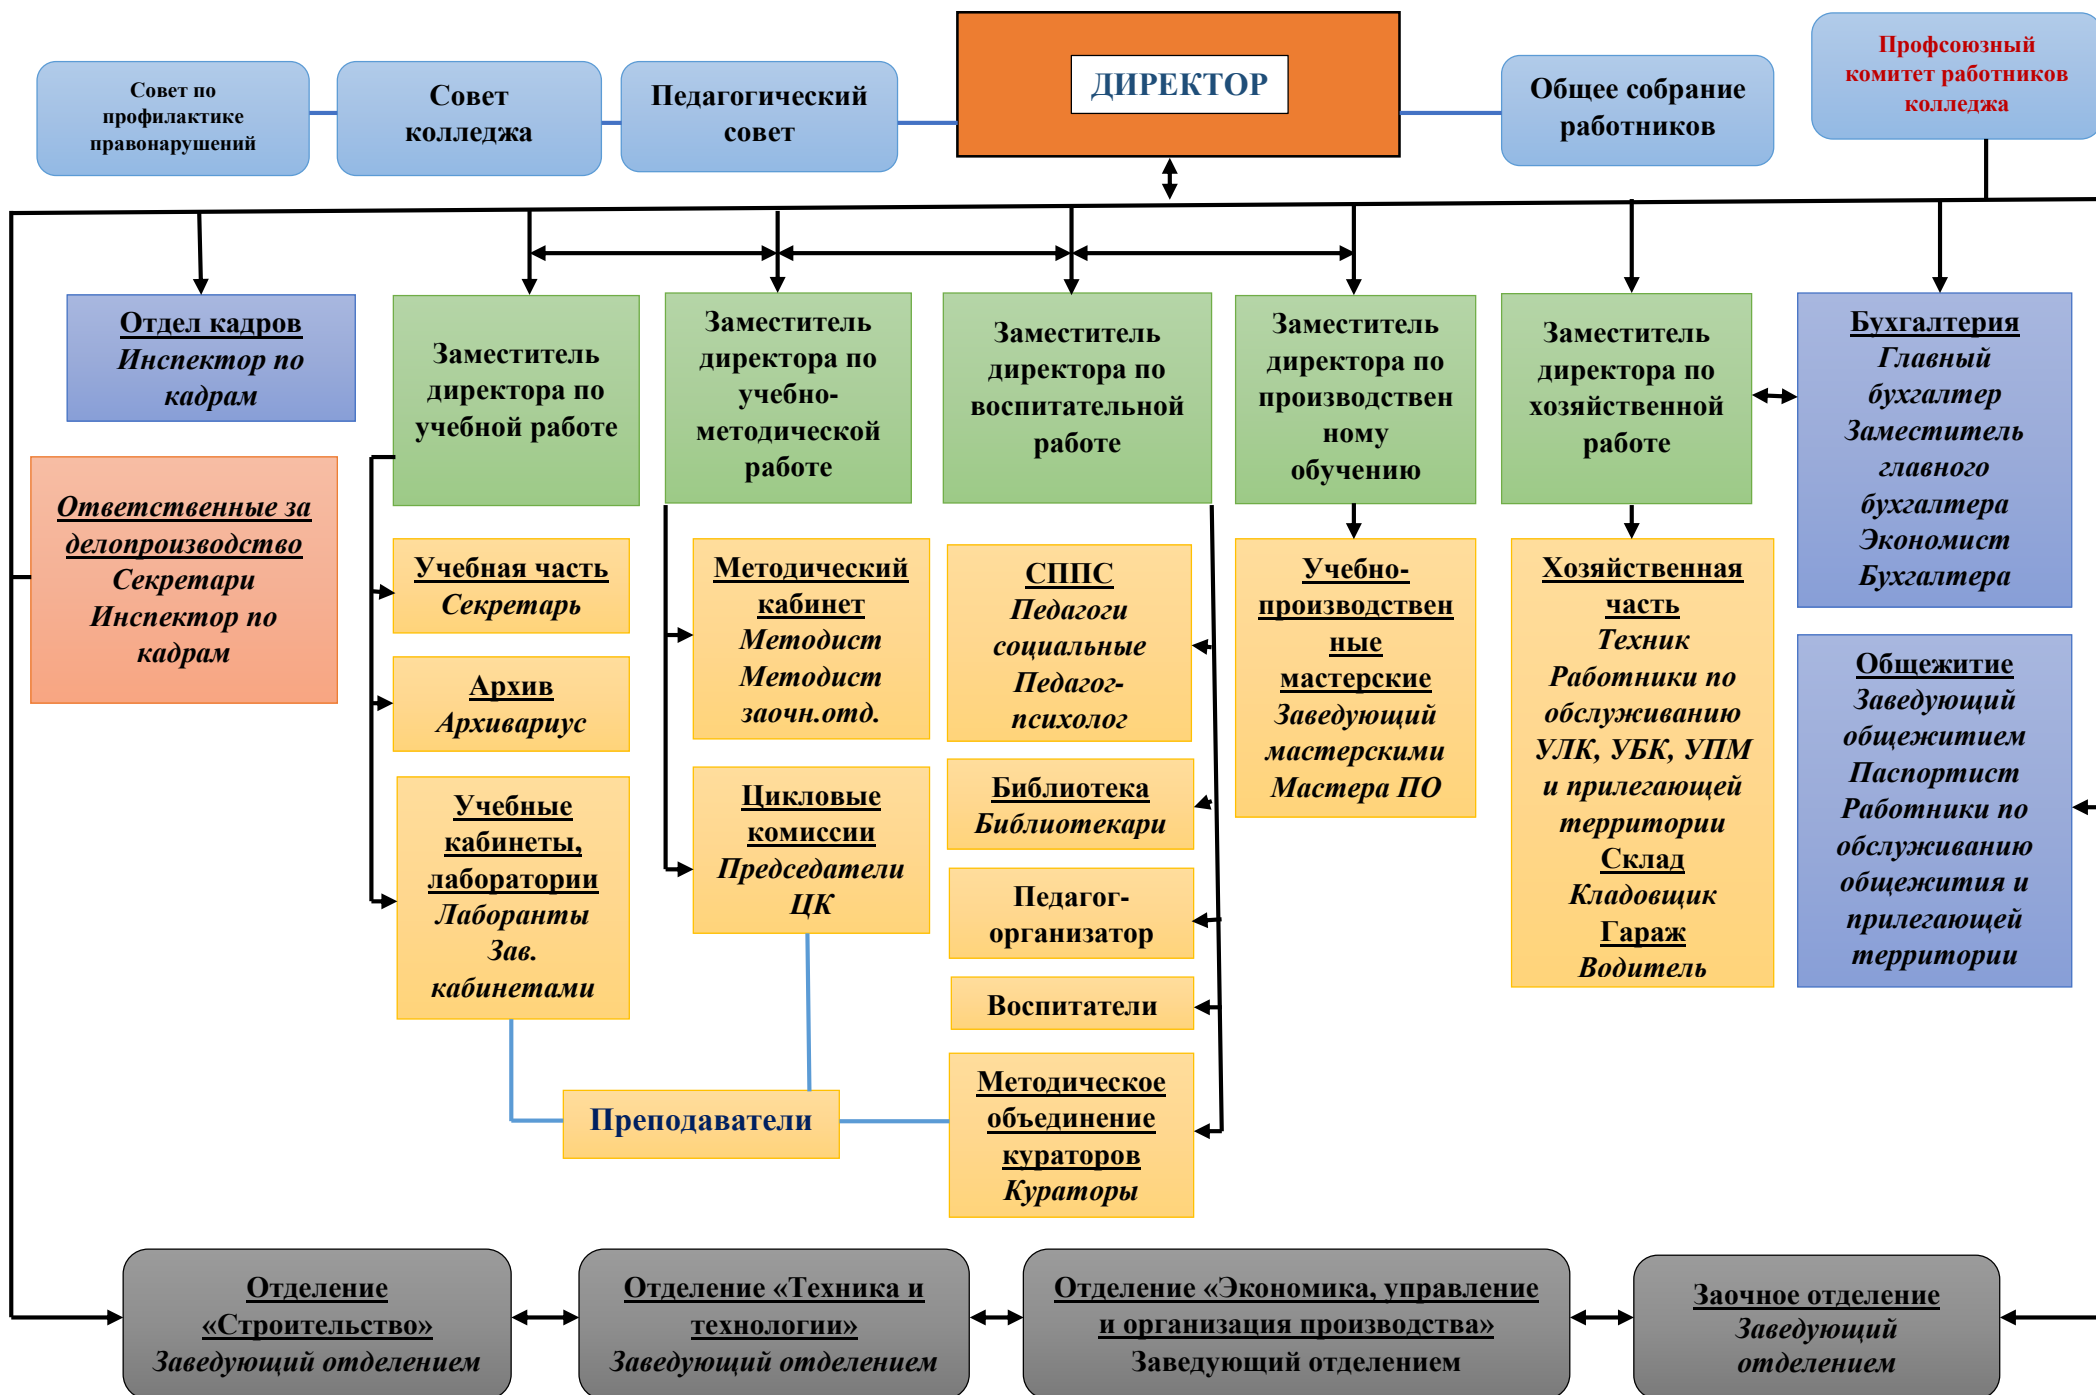 Совет по
профилактике
правонарушений
Совет
колледжа
Педагогический
совет
ДИРЕКТОР
Общее собрание
работников
Профсоюзный
комитет работников
колледжа
Отдел кадров
Инспектор по
кадрам
Ответственные за
делопроизводство
Секретари
Инспектор по
кадрам
Заместитель
директора по
учебной работе
Заместитель
директора по
учебно-
методической
работе
Заместитель
директора по
воспитательной
работе
Заместитель
директора по
производствен
ному
обучению
Заместитель
директора по
хозяйственной
работе
Бухгалтерия
Главный
бухгалтер
Заместитель
главного
бухгалтера
Экономист
Бухгалтера
Учебная часть
Секретарь
Архив
Архивариус
Учебные
кабинеты,
лаборатории
Лаборанты
Зав.
кабинетами
Методический
кабинет
Методист
Методист
заочн.отд.
Цикловые
комиссии
Председатели
ЦК
СППС
Педагоги
социальные
Педагог-
психолог
Библиотека
Библиотекари
Педагог-
организатор
Воспитатели
Методическое
объединение
кураторов
Кураторы
Учебно-
производствен
ные
мастерские
Заведующий
мастерскими
Мастера ПО
Хозяйственная
часть
Техник
Работники по
обслуживанию
УЛК, УБК, УПМ
и прилегающей
территории
Склад
Кладовщик
Гараж
Водитель
Общежитие
Заведующий
общежитием
Паспортист
Работники по
обслуживанию
общежития и
прилегающей
территории
Преподаватели
Отделение
«Строительство»
Заведующий отделением
Отделение «Техника и
технологии»
Заведующий отделением
Отделение «Экономика, управление
и организация производства»
Заведующий отделением
Заочное отделение
Заведующий
отделением